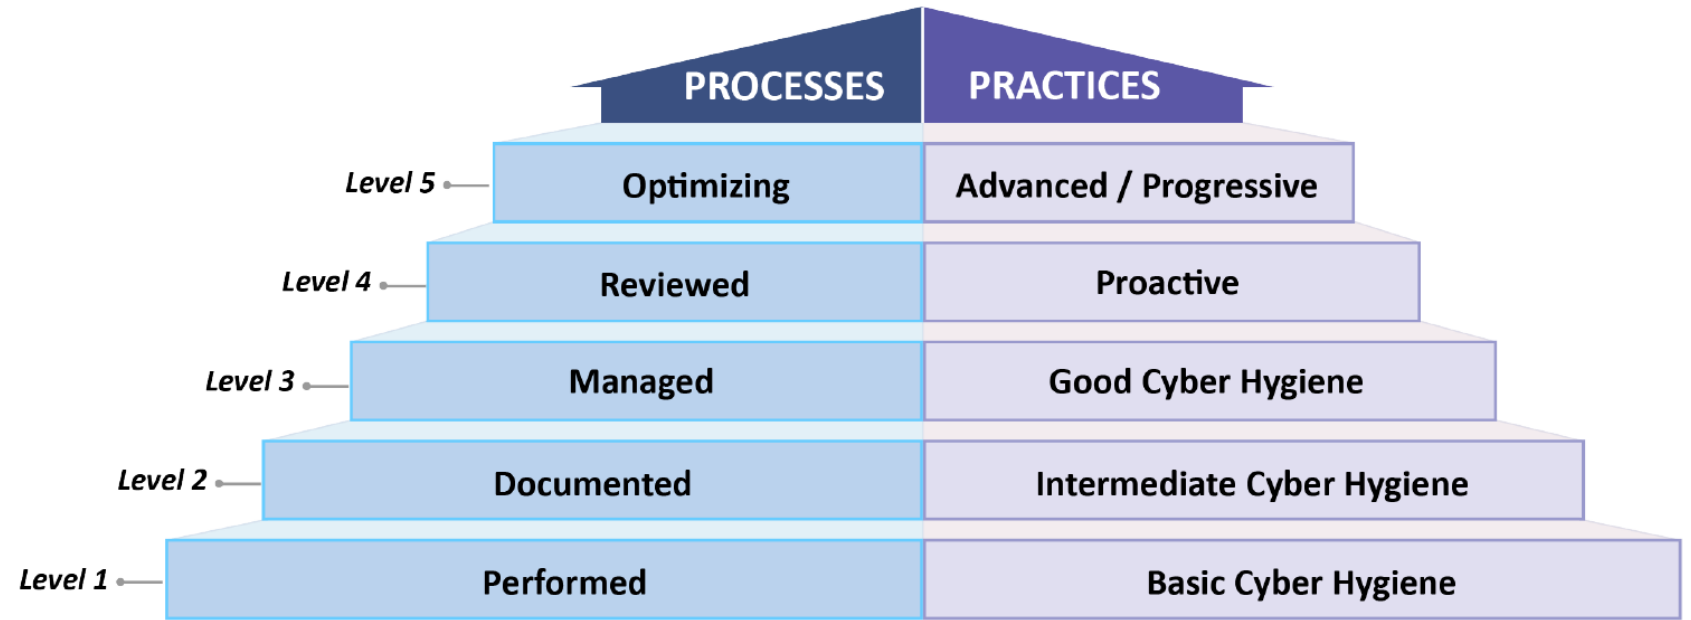 PROCESSES PRACTICES
Level 5 Optimizing Advanced / Progressive
Level 4 Reviewed Proactive
Level 3 Managed Good Cyber Hygiene
Level 2 Documented Intermediate Cyber Hygiene
Level 1 Performed Basic Cyber Hygiene